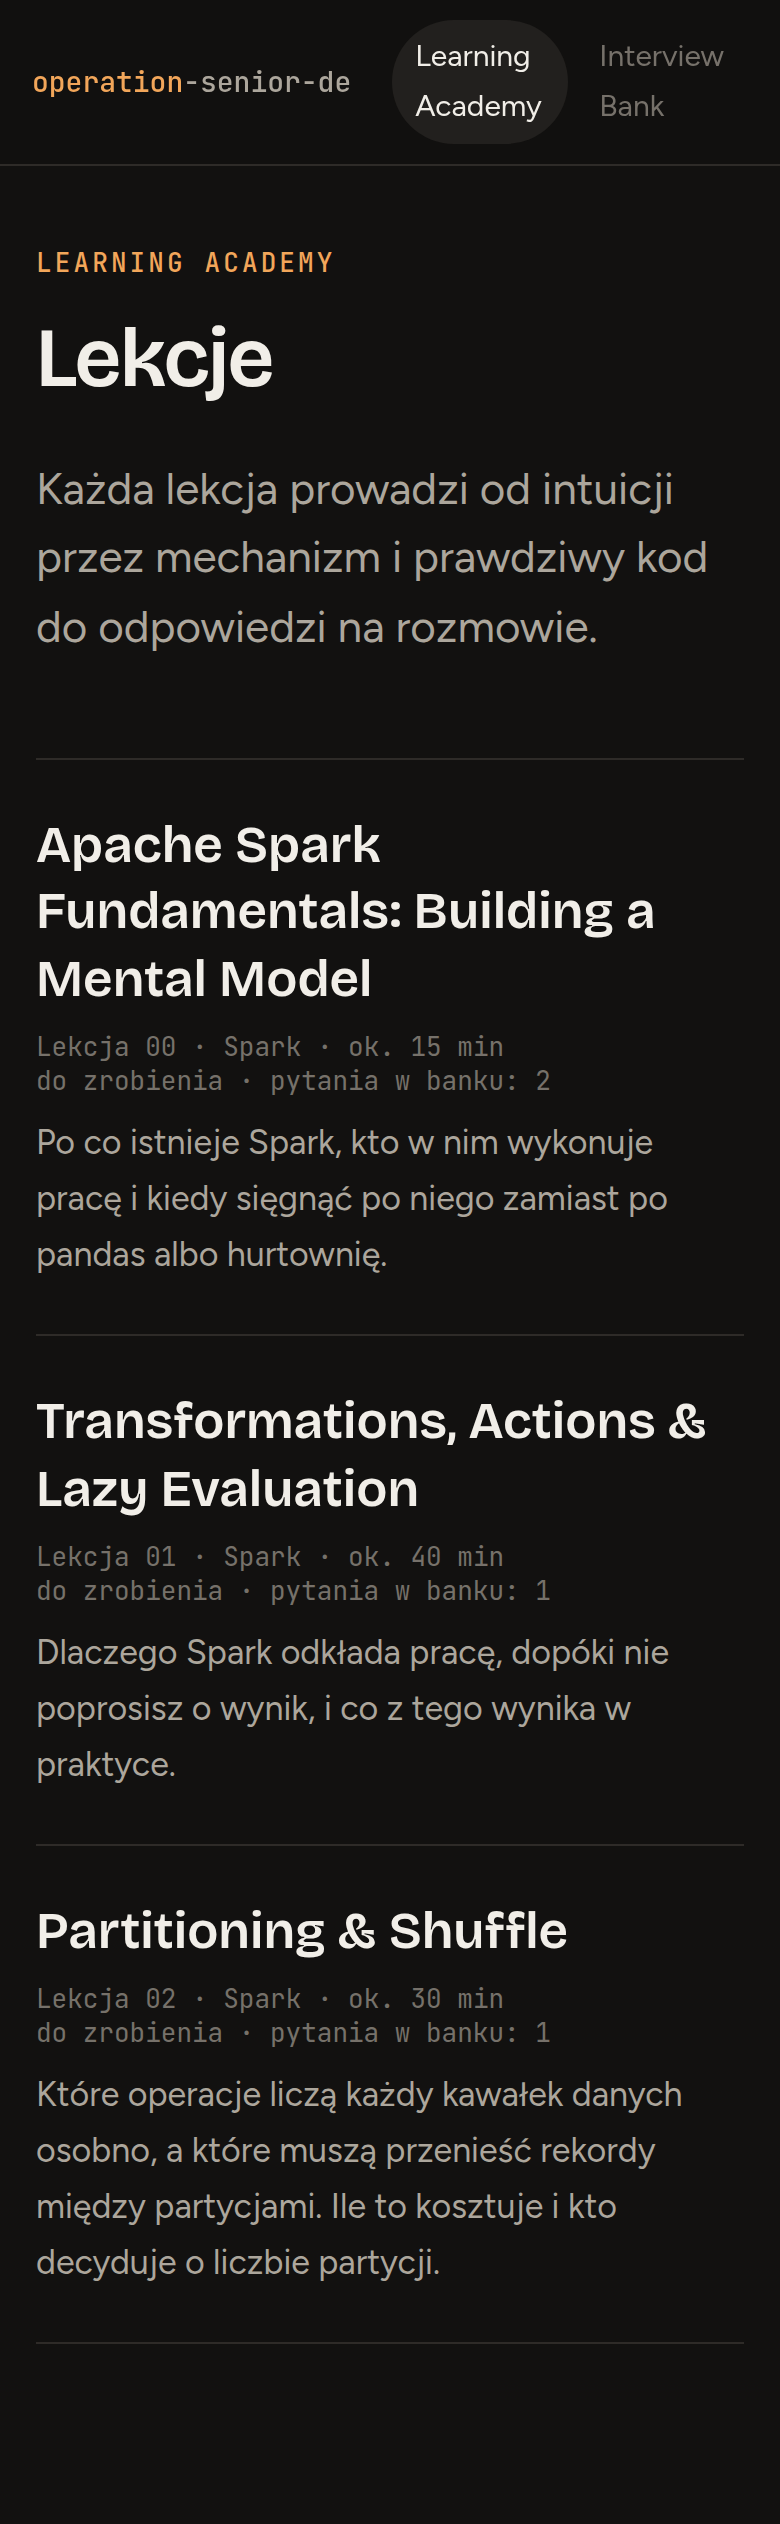 operation-senior-de
Learning
Academy
Interview
Bank
LEARNING ACADEMY
Lekcje
Każda lekcja prowadzi od intuicji
przez mechanizm i prawdziwy kod
do odpowiedzi na rozmowie.
Apache Spark
Fundamentals: Building a
Mental Model
Lekcja 00 · Spark · ok. 15 min
do zrobienia · pytania w banku: 2
Po co istnieje Spark, kto w nim wykonuje
pracę i kiedy sięgnąć po niego zamiast po
pandas albo hurtownię.
Transformations, Actions &
Lazy Evaluation
Lekcja 01 · Spark · ok. 40 min
do zrobienia · pytania w banku: 1
Dlaczego Spark odkłada pracę, dopóki nie
poprosisz o wynik, i co z tego wynika w
praktyce.
Partitioning & Shuffle
Lekcja 02 · Spark · ok. 30 min
do zrobienia · pytania w banku: 1
Które operacje liczą każdy kawałek danych
osobno, a które muszą przenieść rekordy
między partycjami. Ile to kosztuje i kto
decyduje o liczbie partycji.